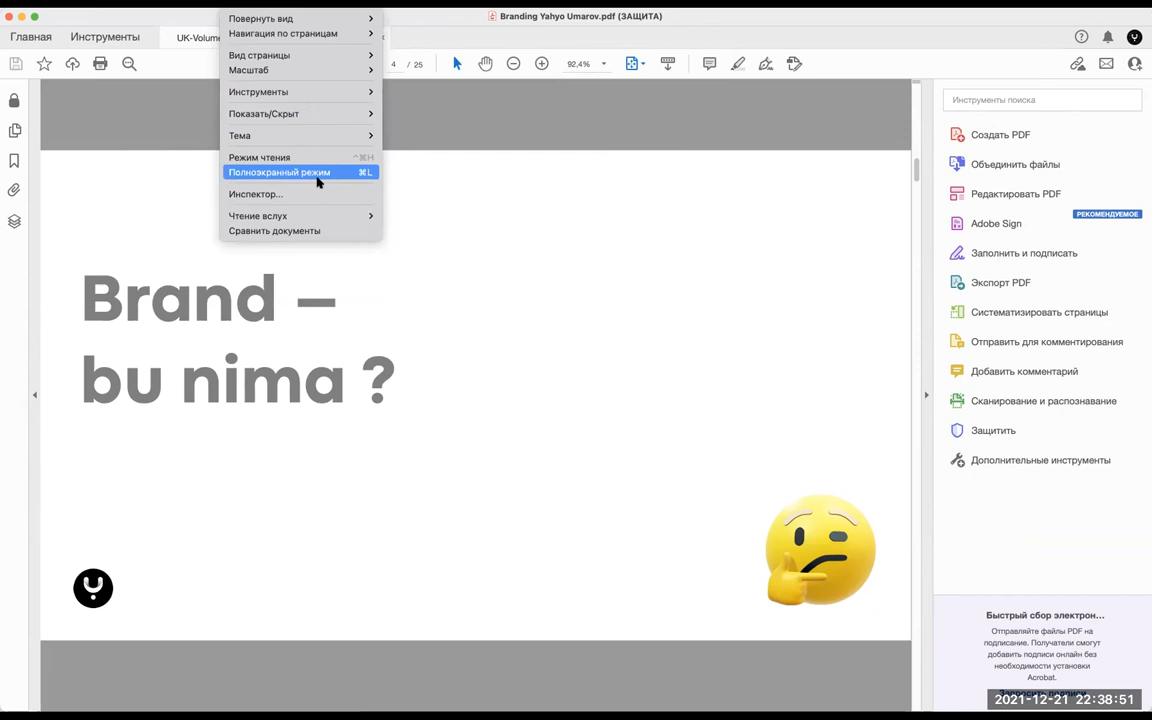 Повернуть вид
Навигация по страницам
Вид страницы
Масштаб
Инструменты
Показать/Скрыт
Тема
Режим чтения ^⌘H
Полноэкранный режим ⌘L
Инспектор...
Чтение вслух
Сравнить документы
Branding Yahyo Umarov.pdf (ЗАЩИТА)
Главная
Инструменты
UK-Volume
4 / 25
92,4%
Brand –
bu nima ?
Инструменты поиска
Создать PDF
Объединить файлы
Редактировать PDF
РЕКОМЕНДУЕМОЕ
Adobe Sign
Заполнить и подписать
Экспорт PDF
Систематизировать страницы
Отправить для комментирования
Добавить комментарий
Сканирование и распознавание
Защитить
Дополнительные инструменты
Быстрый сбор электрон...
Отправляйте файлы PDF на
подписание. Получатели смогут
добавить подписи онлайн без
необходимости установки
Acrobat.
2021-12-21 22:38:51